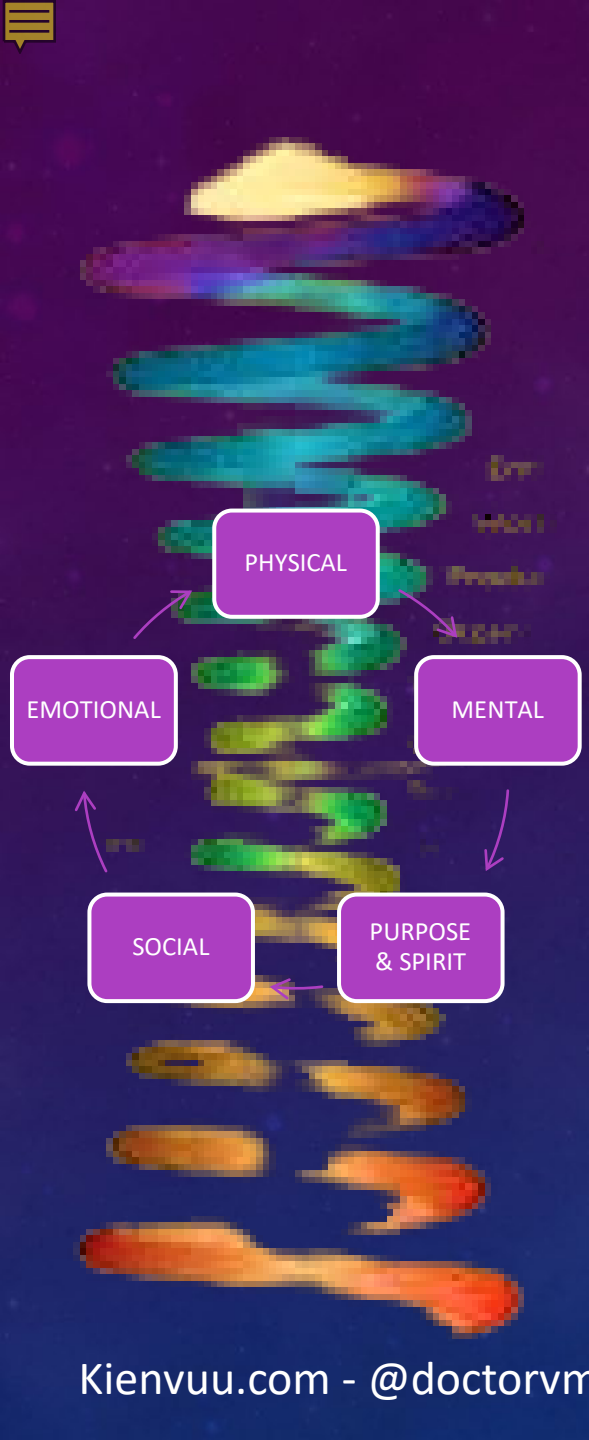 PHYSICAL
EMOTIONAL
MENTAL
SOCIAL
PURPOSE
& SPIRIT
Kienvuu.com - @doctorvm